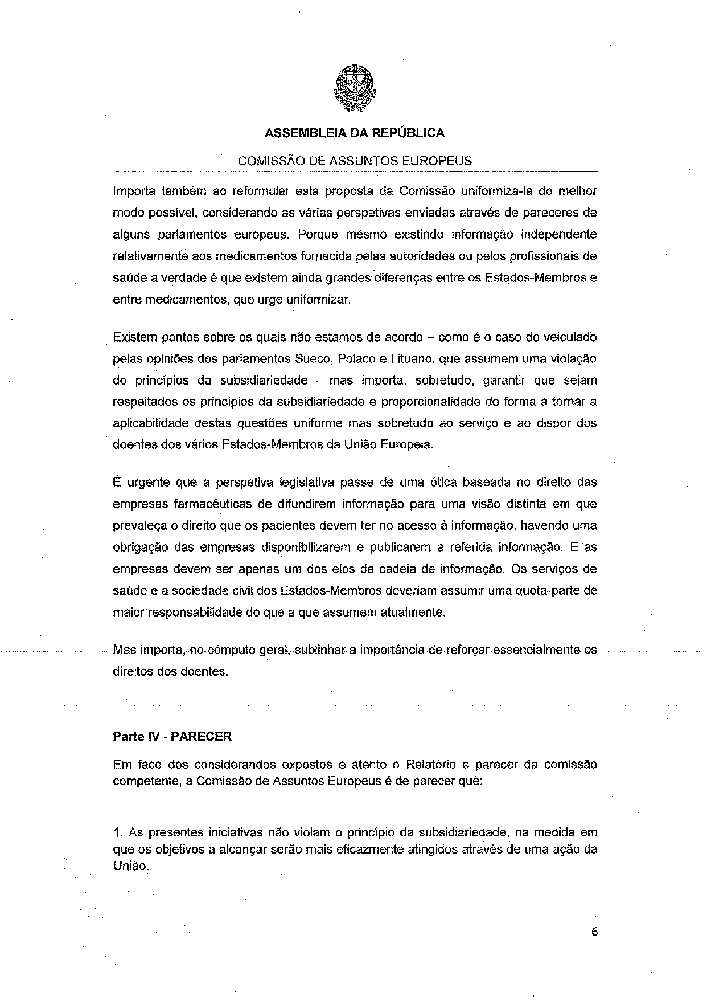 ASSEMBLEIA DA REPÚBLICA
COMISSÃO DE ASSUNTOS EUROPEUS
Importa também ao reformular esta proposta da Comissão uniformiza-la do melhor
modo possível, considerando as várias perspetivas enviadas através de pareceres de
alguns parlamentos europeus. Porque mesmo existindo informação independente
relativamente aos medicamentos fornecida pelas autoridades ou pelos profissionais de
saúde a verdade é que existem ainda grandes diferenças entre os Estados-Membros e
entre medicamentos, que urge uniformizar.
Existem pontos sobre os quais não estamos de acordo – como é o caso do veiculado
pelas opiniões dos parlamentos Sueco, Polaco e Lituano, que assumem uma violação
do princípios da subsidiariedade - mas importa, sobretudo, garantir que sejam
respeitados os princípios da subsidiariedade e proporcionalidade de forma a tornar a
aplicabilidade destas questões uniforme mas sobretudo ao serviço e ao dispor dos
doentes dos vários Estados-Membros da União Europeia.
É urgente que a perspetiva legislativa passe de uma ótica baseada no direito das
empresas farmacêuticas de difundirem informação para uma visão distinta em que
prevaleça o direito que os pacientes devem ter no acesso à informação, havendo uma
obrigação das empresas disponibilizarem e publicarem a referida informação. E as
empresas devem ser apenas um dos elos da cadeia de informação. Os serviços de
saúde e a sociedade civil dos Estados-Membros deveriam assumir uma quota-parte de
maior responsabilidade do que a que assumem atualmente.
Mas importa, no cômputo geral, sublinhar a importância de reforçar essencialmente os
direitos dos doentes.
Parte IV - PARECER
Em face dos considerandos expostos e atento o Relatório e parecer da comissão
competente, a Comissão de Assuntos Europeus é de parecer que:
1. As presentes iniciativas não violam o princípio da subsidiariedade, na medida em
que os objetivos a alcançar serão mais eficazmente atingidos através de uma ação da
União.
6